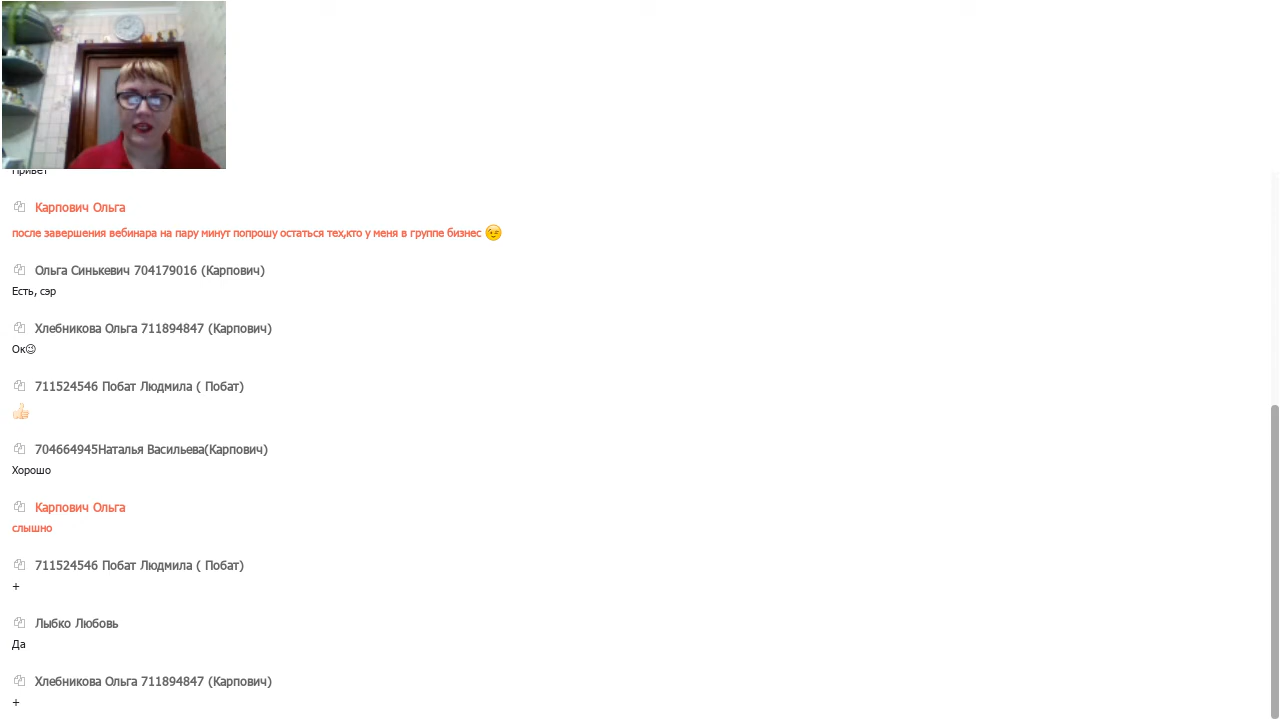 Привет
Карпович Ольга
после завершения вебинара на пару минут попрошу остаться тех,кто у меня в группе бизнес 😉
Ольга Синькевич 704179016 (Карпович)
Есть, сэр
Хлебникова Ольга 711894847 (Карпович)
Ок☺
711524546 Побат Людмила ( Побат)
👍
704664945Наталья Васильева(Карпович)
Хорошо
Карпович Ольга
слышно
711524546 Побат Людмила ( Побат)
+
Лыбко Любовь
Да
Хлебникова Ольга 711894847 (Карпович)
+